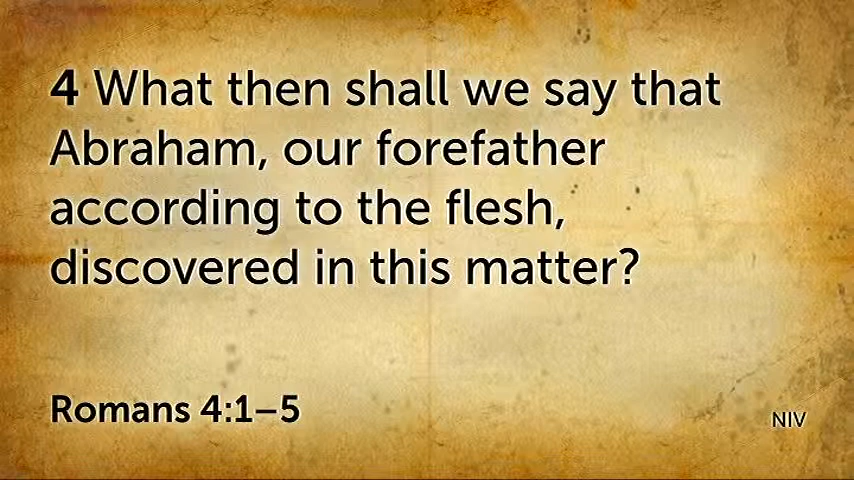 4 What then shall we say that
Abraham, our forefather
according to the flesh,
discovered in this matter?
Romans 4:1–5
NIV